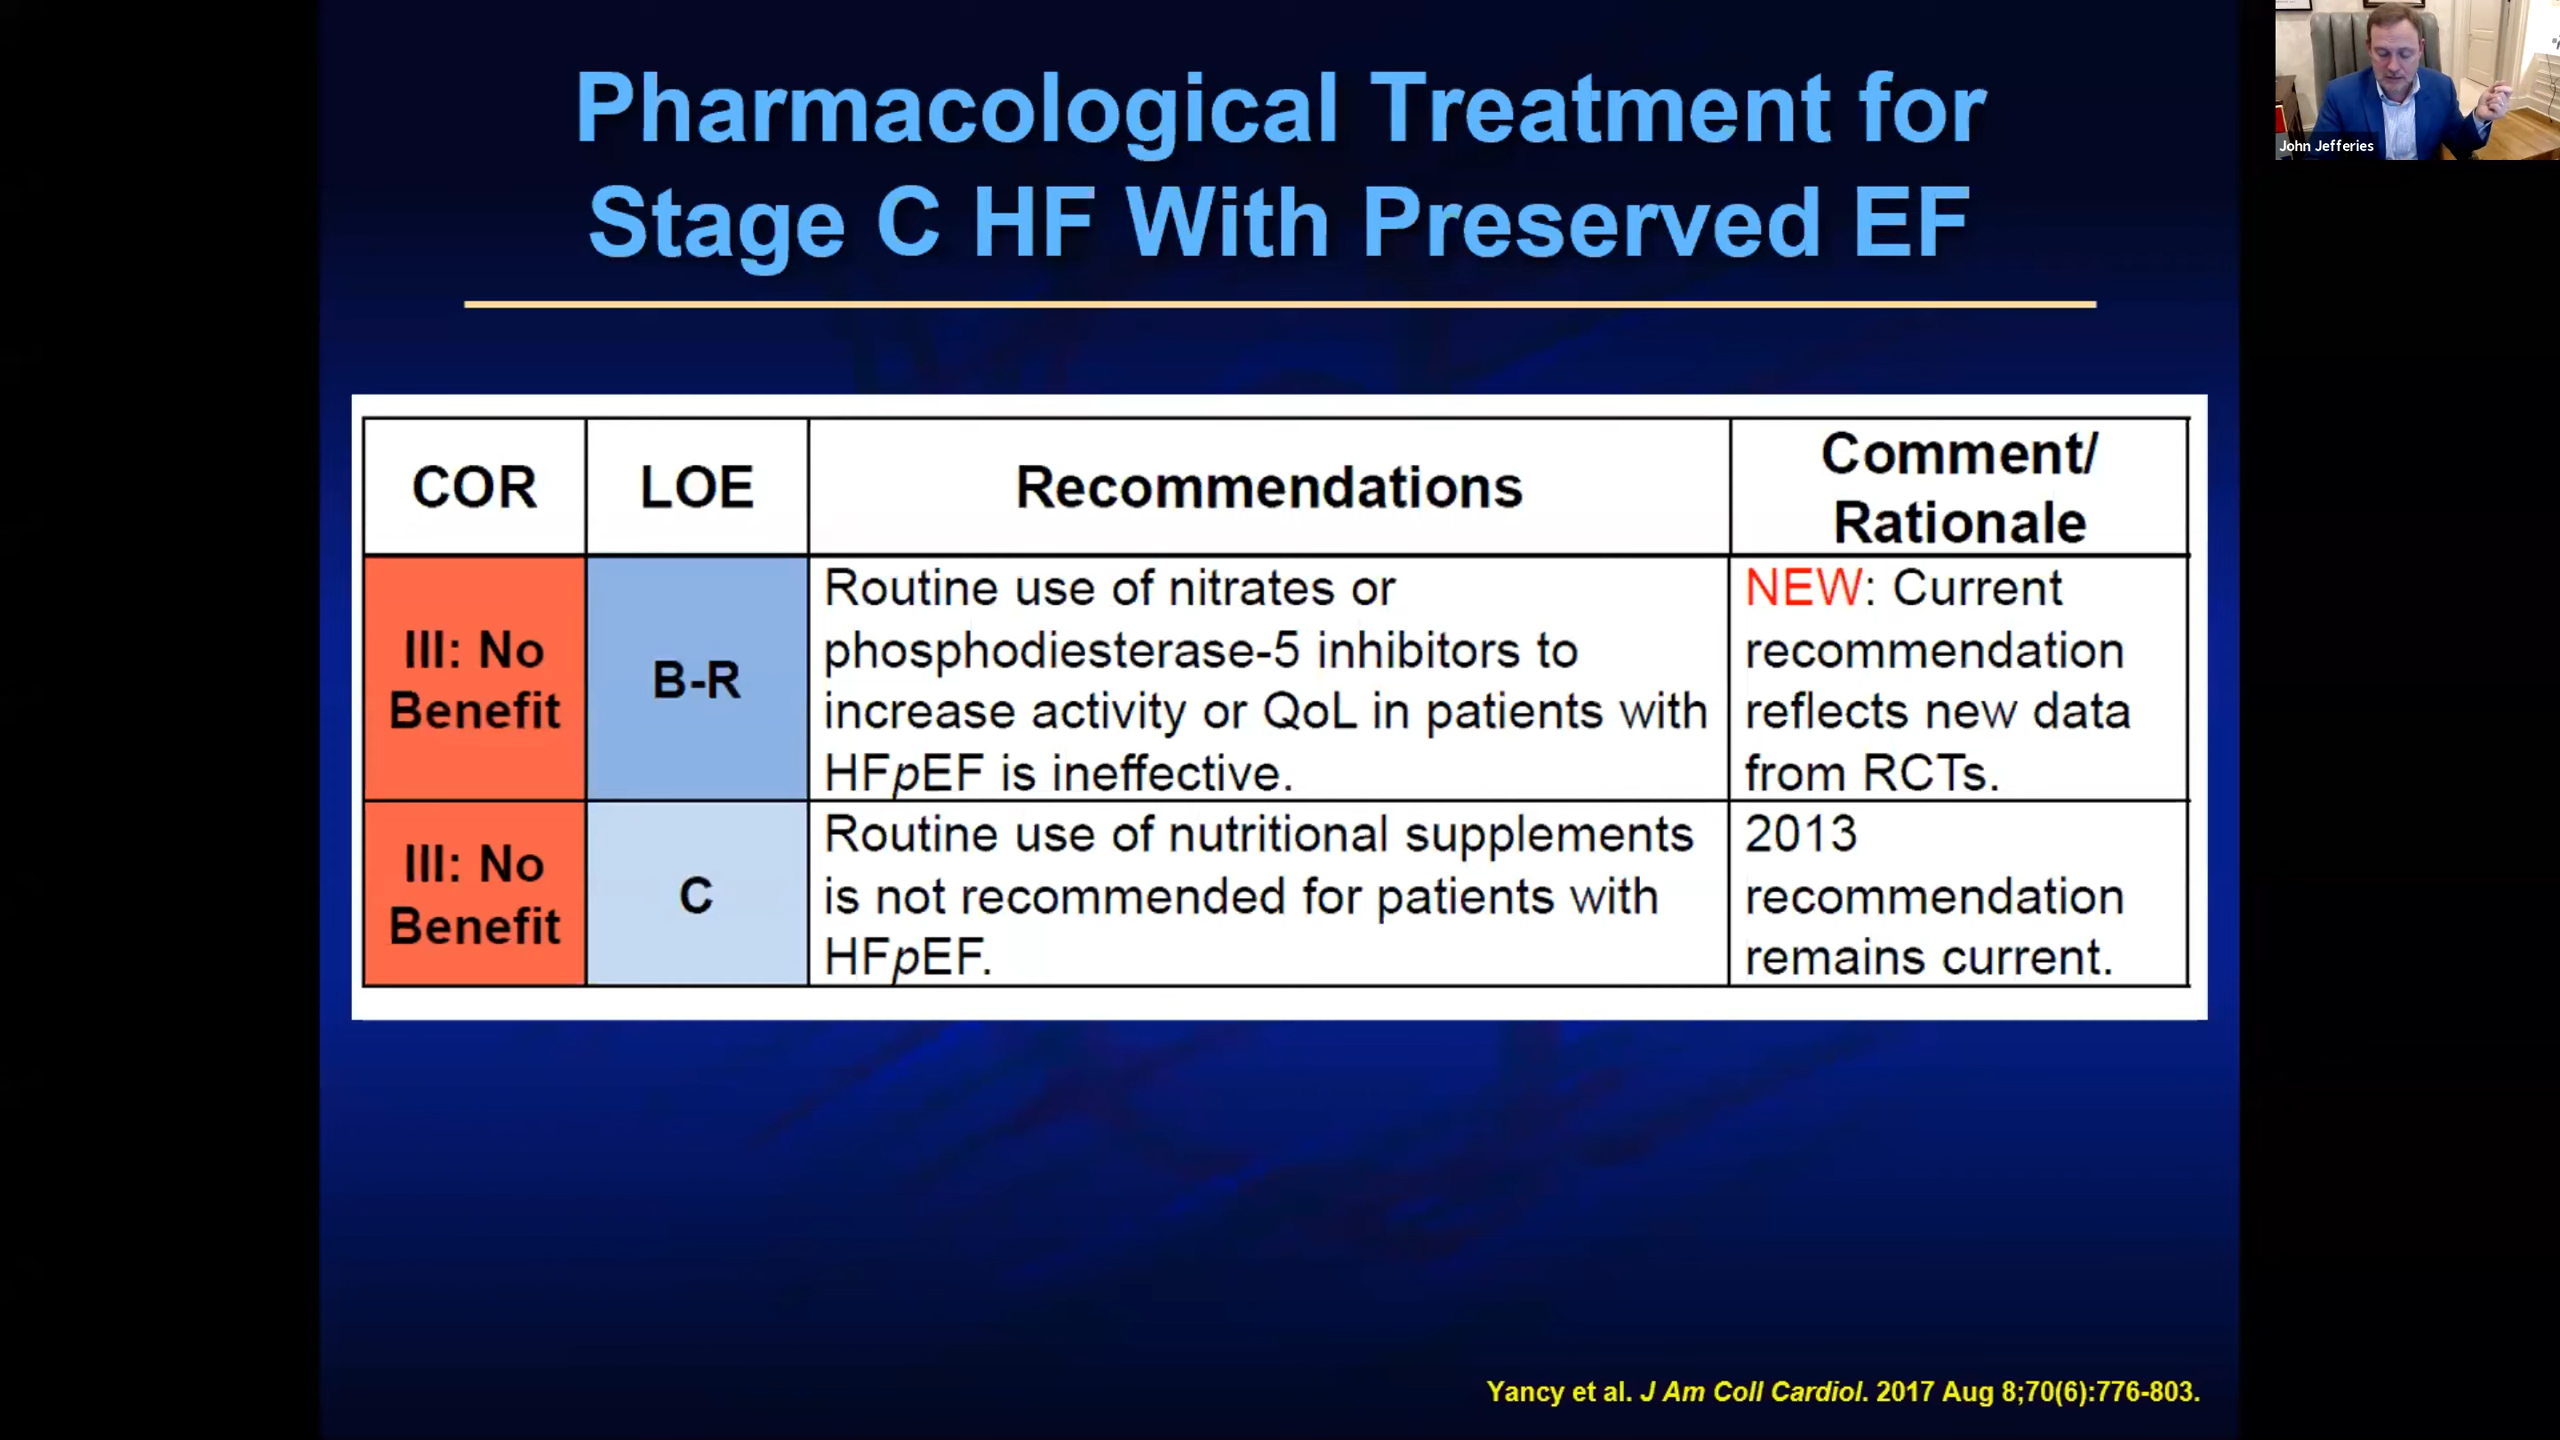 Pharmacological Treatment for
Stage C HF With Preserved EF
John Jefferies
COR
LOE
Recommendations
Comment/
Rationale
III: No
Benefit
B-R
Routine use of nitrates or
phosphodiesterase-5 inhibitors to
increase activity or QoL in patients with
HFpEF is ineffective.
NEW: Current
recommendation
reflects new data
from RCTs.
III: No
Benefit
C
Routine use of nutritional supplements
is not recommended for patients with
HFpEF.
2013
recommendation
remains current.
Yancy et al. J Am Coll Cardiol. 2017 Aug 8;70(6):776-803.